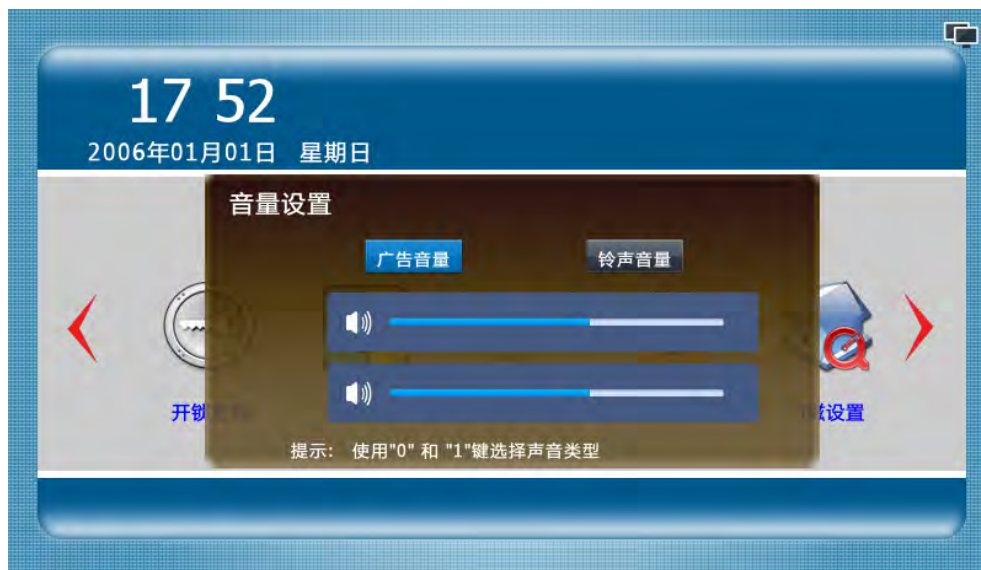 17 52
2006年01月01日 星期日
音量设置
广告音量 铃声音量
开锁
设置
提示: 使用"0" 和 "1"键选择声音类型